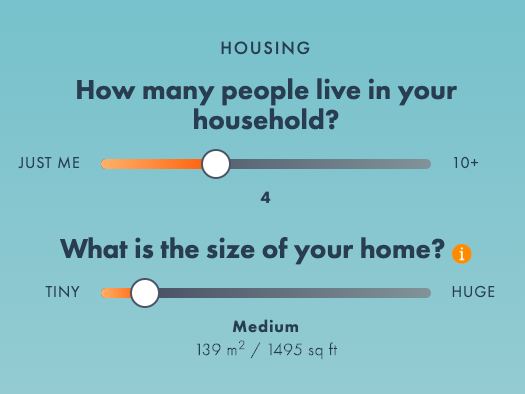 HOUSING
How many people live in your
household?
JUST ME 10+
4
What is the size of your home? i
TINY HUGE
Medium
139 m² / 1495 sq ft